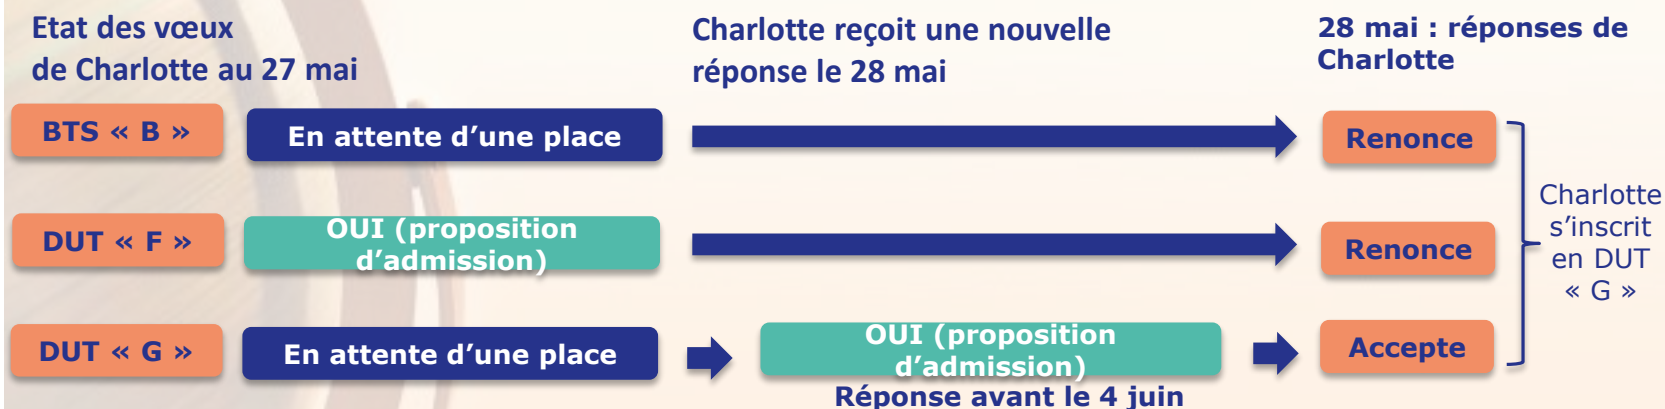 Etat des vœux
de Charlotte au 27 mai
Charlotte reçoit une nouvelle
réponse le 28 mai
28 mai : réponses de
Charlotte
BTS « B »
En attente d’une place
Renonce
DUT « F »
OUI (proposition
d’admission)
Renonce
Charlotte
s’inscrit
en DUT
« G »
DUT « G »
En attente d’une place
OUI (proposition
d’admission)
Réponse avant le 4 juin
Accepte